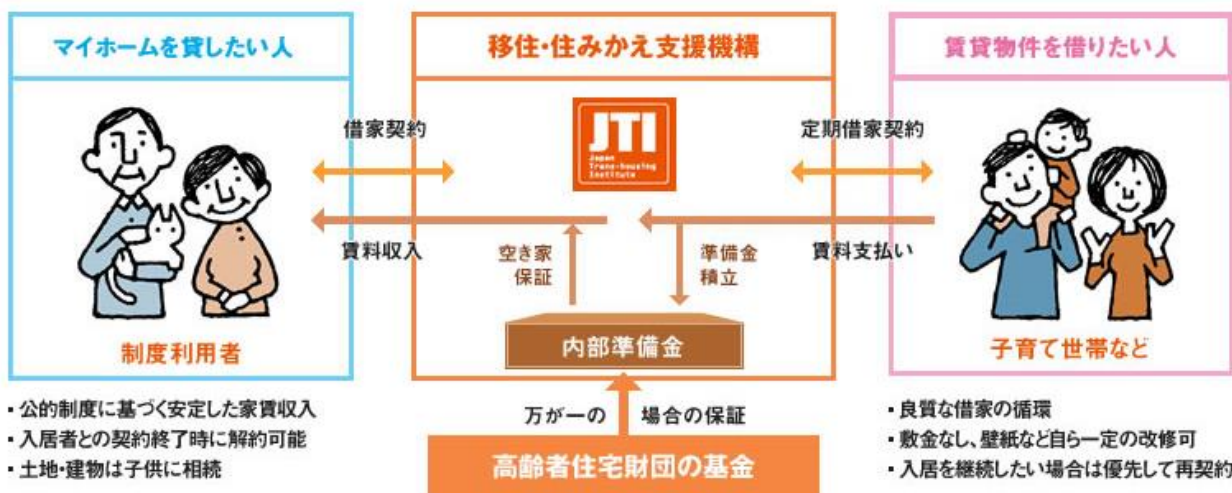 マイホームを貸したい人
移住・住みかえ支援機構
賃貸物件を借りたい人
借家契約
JTI
Japan
Trans-housing
Institute
定期借家契約
賃料収入
空き家
保証
準備金
積立
賃料支払い
内部準備金
制度利用者
子育て世帯など
▪ 公的制度に基づく安定した家賃収入
▪ 入居者との契約終了時に解約可能
▪ 土地・建物は子供に相続
万が一の 場合の保証
高齢者住宅財団の基金
▪ 良質な借家の循環
▪ 敷金なし、壁紙など自ら一定の改修可
▪ 入居を継続したい場合は優先して再契約